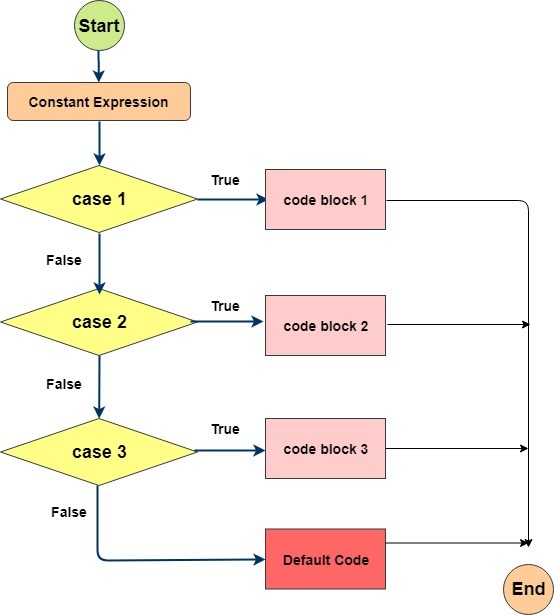 Start
Constant Expression
case 1
True
code block 1
False
case 2
True
code block 2
False
case 3
True
code block 3
False
Default Code
End